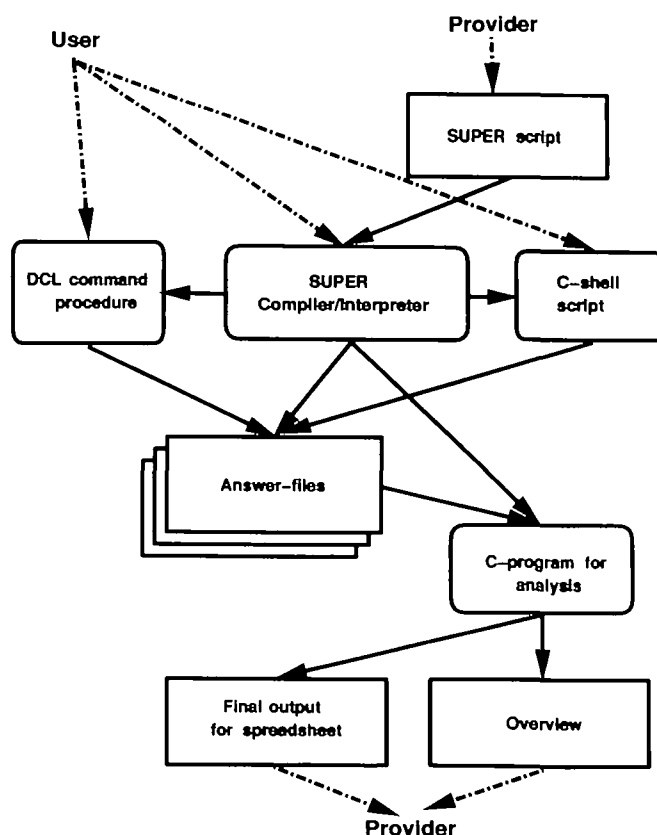 User
Provider
SUPER script
DCL command
procedure
SUPER
Compiler/Interpreter
C-shell
script
Answer-files
C-program for
analysis
Final output
for spreadsheet
Overview
Provider